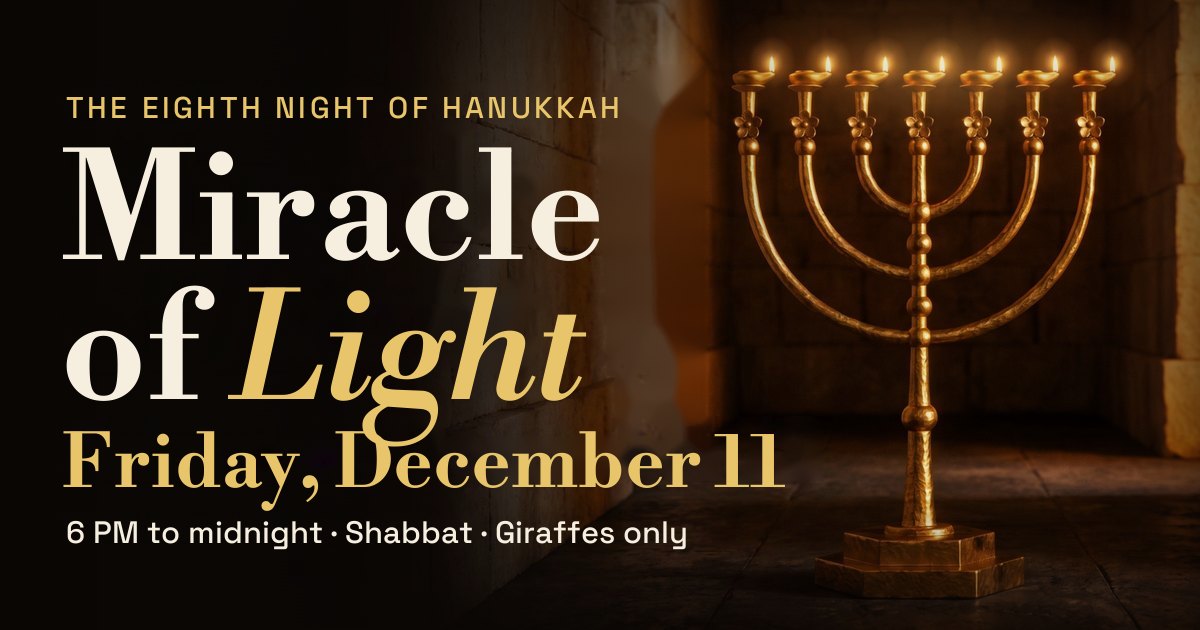 THE EIGHTH NIGHT OF HANUKKAH
Miracle
of Light
Friday, December 11
6 PM to midnight · Shabbat · Giraffes only